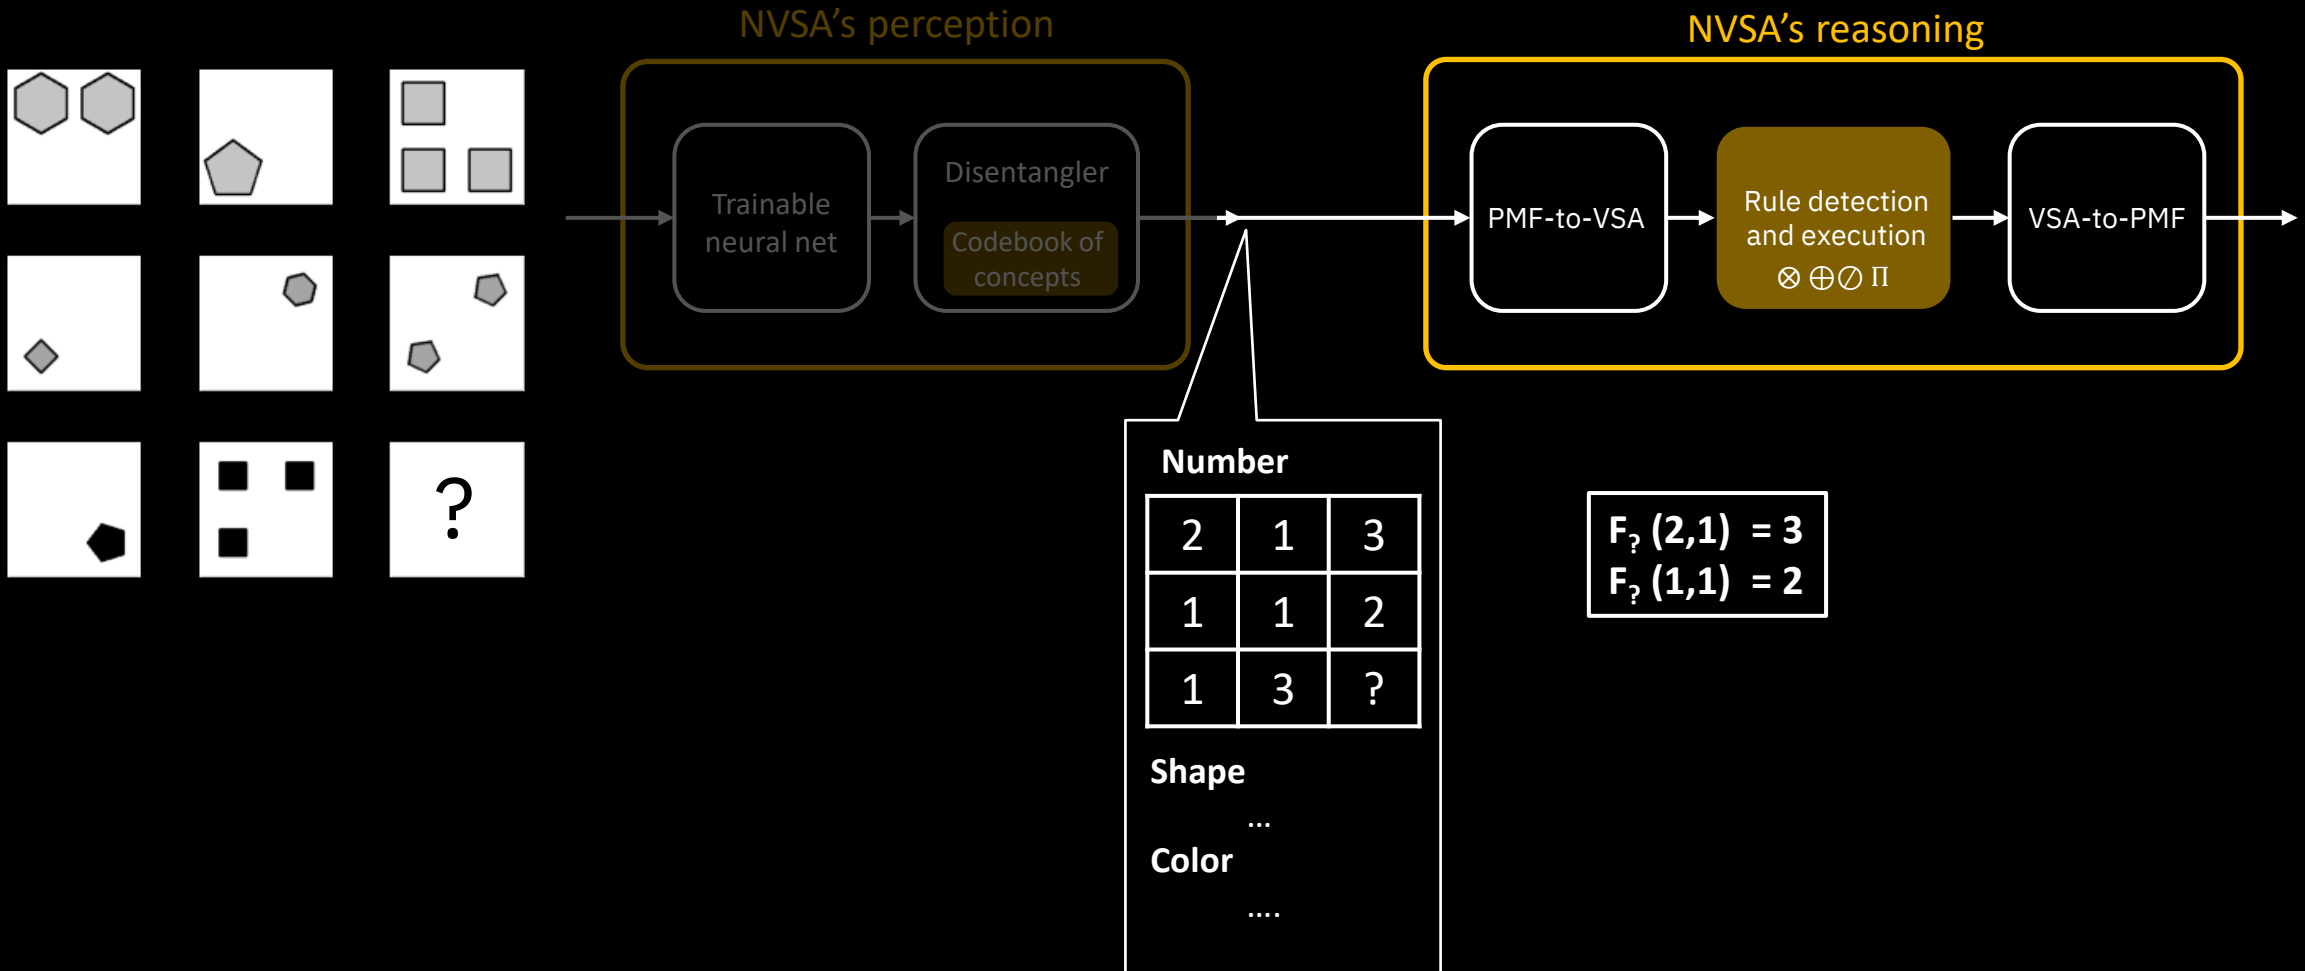 NVSA’s perception
NVSA’s reasoning
Trainable
neural net
Disentangler
Codebook of
concepts
PMF-to-VSA
Rule detection
and execution
⊗ ⊕⊘ Π
VSA-to-PMF
?
Number
2 1 3
1 1 2
1 3 ?
Shape
...
Color
....
F? (2,1) = 3
F? (1,1) = 2